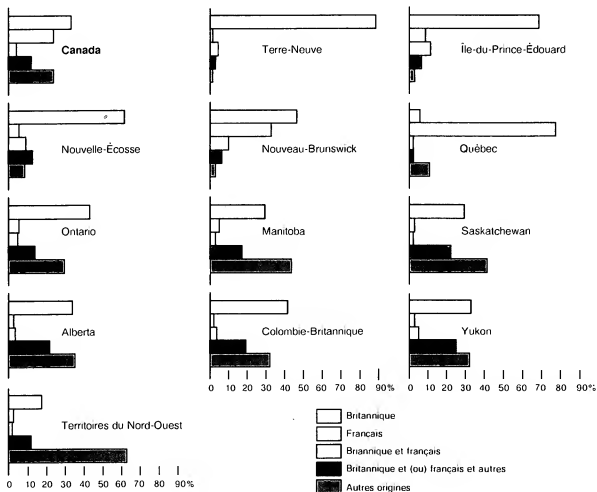 Canada
Terre-Neuve
Île-du-Prince-Édouard
Nouvelle-Écosse
Nouveau-Brunswick
Québec
Ontario
Manitoba
Saskatchewan
Alberta
Colombie-Britannique
Yukon
0 10 20 30 40 50 60 70 80 90%
0 10 20 30 40 50 60 70 80 90%
Territoires du Nord-Ouest
0 10 20 30 40 50 60 70 80 90%
Britannique
Français
Britannique et français
Britannique et (ou) français et autres
Autres origines